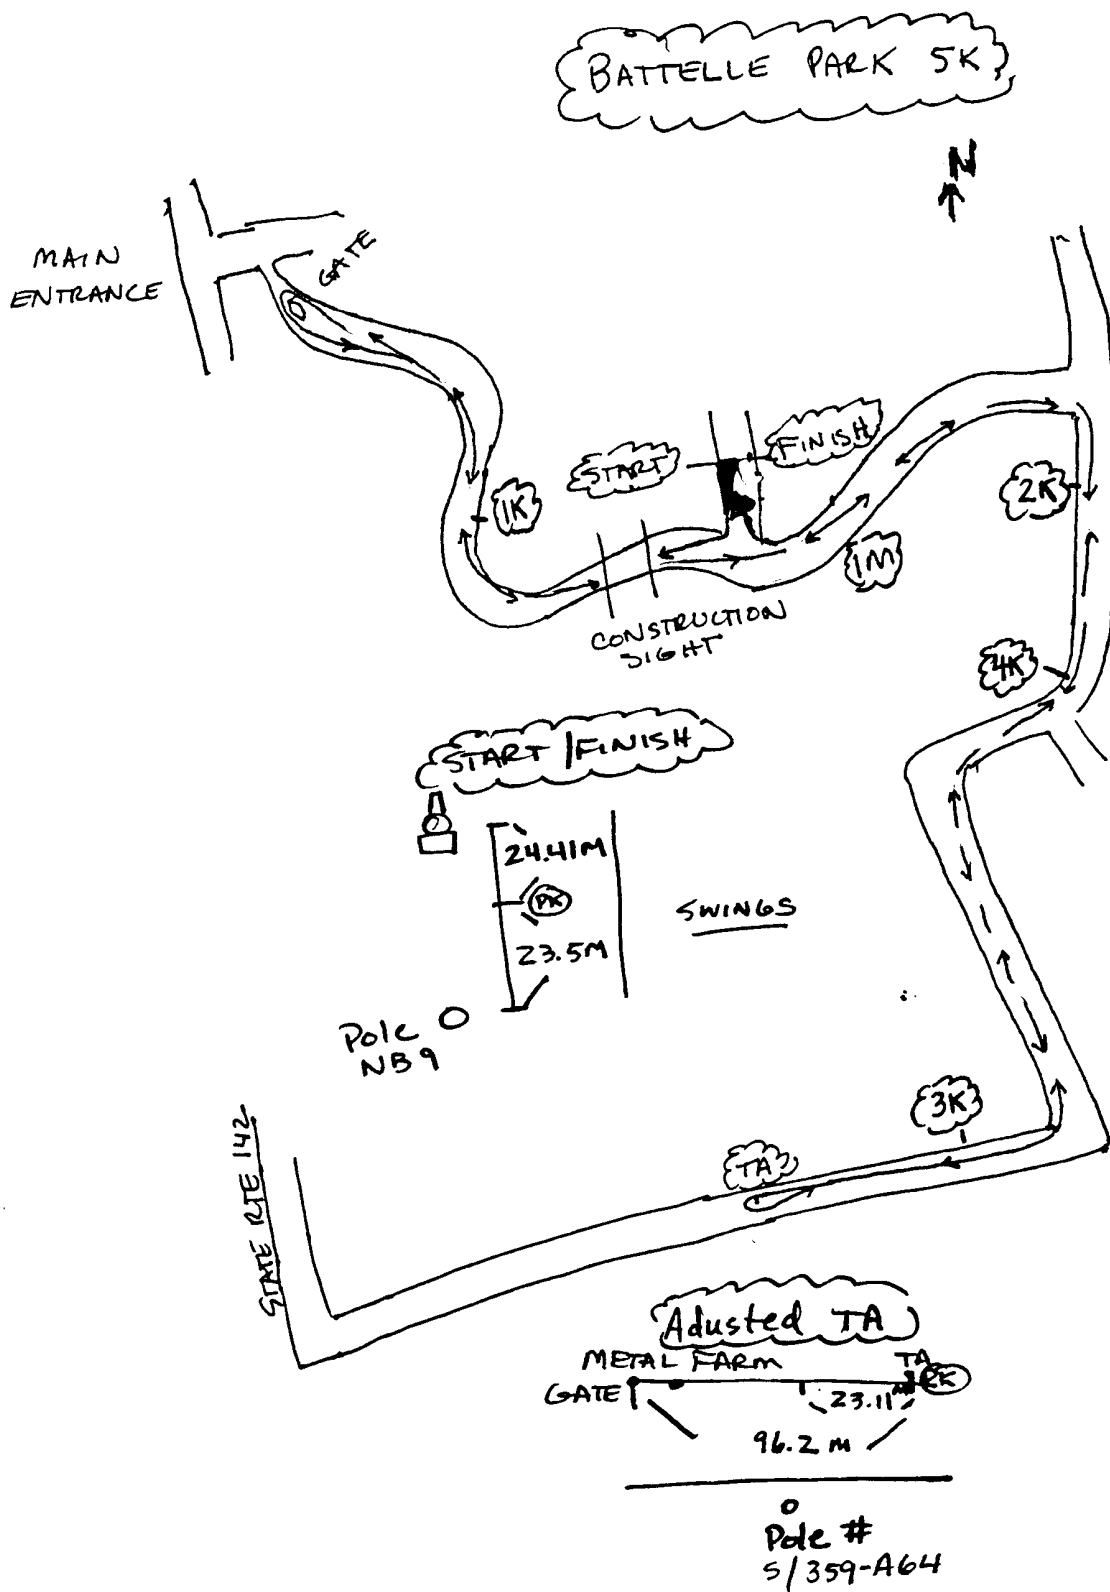 BATTELLE PARK 5K
N
MAIN
ENTRANCE
GATE
START
FINISH
1K
2K
1M
CONSTRUCTION
SIGHT
4K
START/FINISH
24.41M
PK
23.5M
SWINGS
Pole
NB9
3K
TA
STATE RTE 142
Adusted TA
METAL FARM
GATE
TA
PK
23.11M
96.2 m
Pole #
5/359-A64